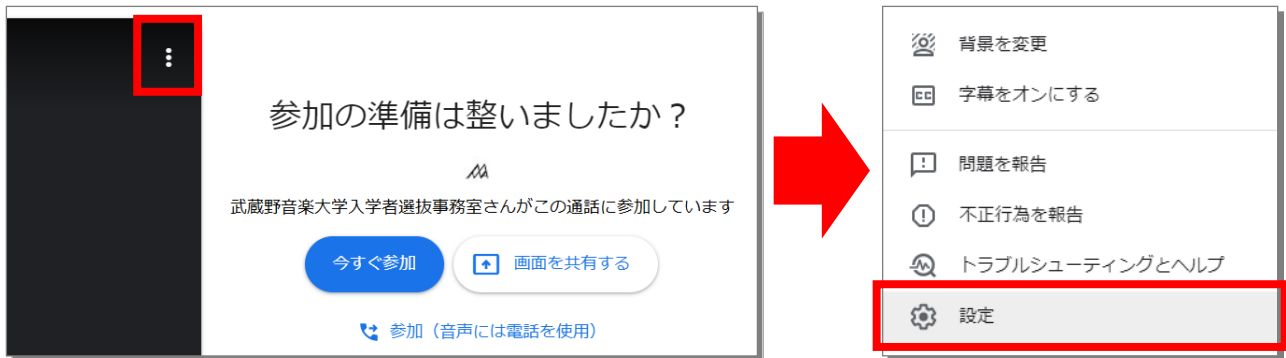 参加の準備は整いましたか？
武蔵野音楽大学入学者選抜事務室さんがこの通話に参加しています
今すぐ参加
画面を共有する
参加（音声には電話を使用）
背景を変更
CC 字幕をオンにする
問題を報告
不正行為を報告
トラブルシューティングとヘルプ
設定